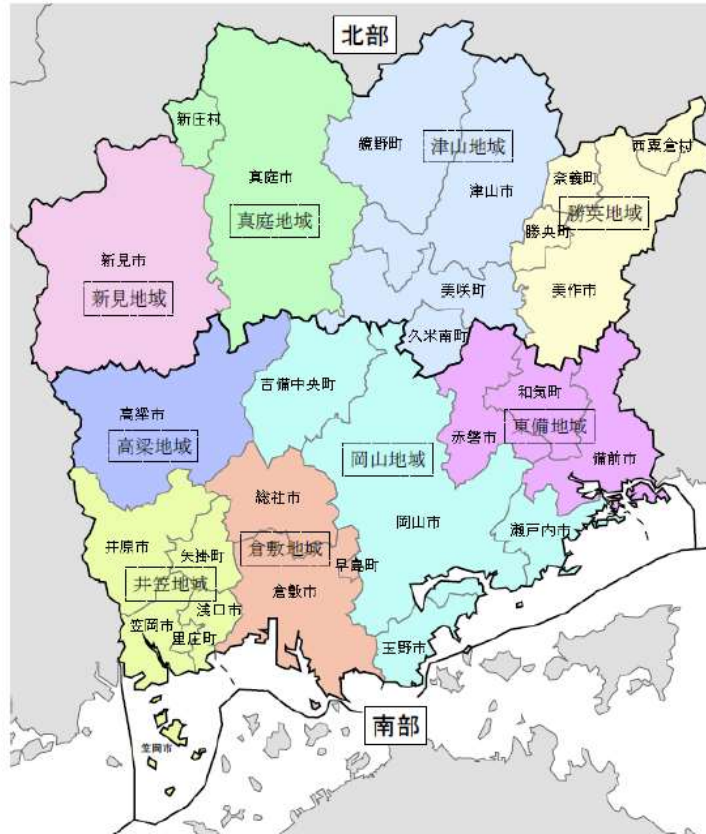 北部
新庄村
鏡野町
津山地域
西粟倉村
奈義町
真庭市
津山市
真庭地域
勝央町
勝英地域
新見市
新見地域
美咲町
美作市
久米南町
吉備中央町
和気町
高梁市
高梁地域
赤磐市
東備地域
備前市
岡山地域
総社市
岡山市
瀬戸内市
井原市
矢掛町
倉敷地域
早島町
井笠地域
倉敷市
浅口市
笠岡市
里庄町
玉野市
南部
笠岡市